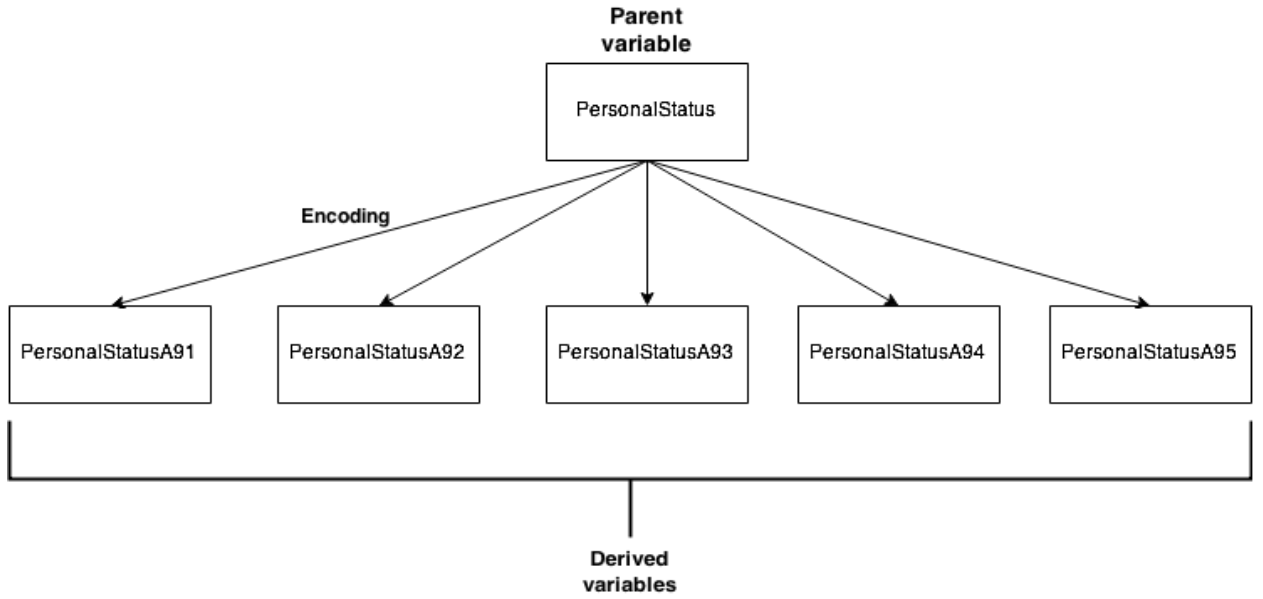 Parent
variable
PersonalStatus
Encoding
PersonalStatusA91
PersonalStatusA92
PersonalStatusA93
PersonalStatusA94
PersonalStatusA95
Derived
variables